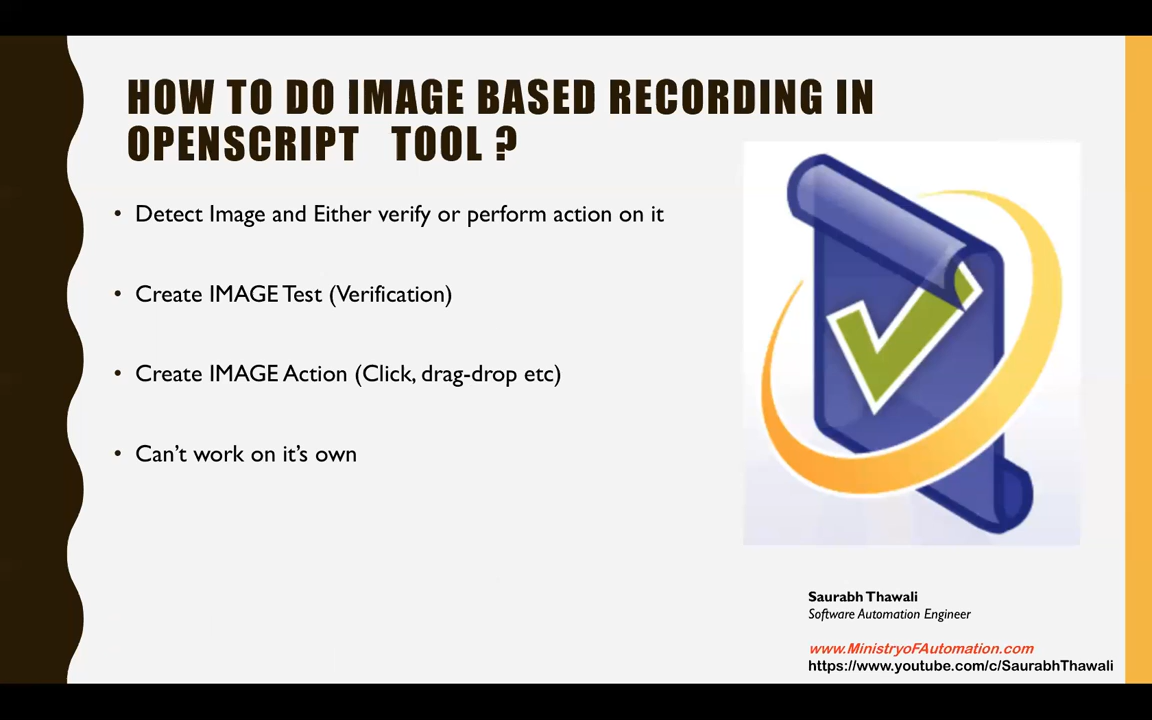 HOW TO DO IMAGE BASED RECORDING IN
OPENSCRIPT TOOL ?
• Detect Image and Either verify or perform action on it
• Create IMAGE Test (Verification)
• Create IMAGE Action (Click, drag-drop etc)
• Can't work on it's own
Saurabh Thawali
Software Automation Engineer
www.MinistryoFAutomation.com
https://www.youtube.com/c/SaurabhThawali